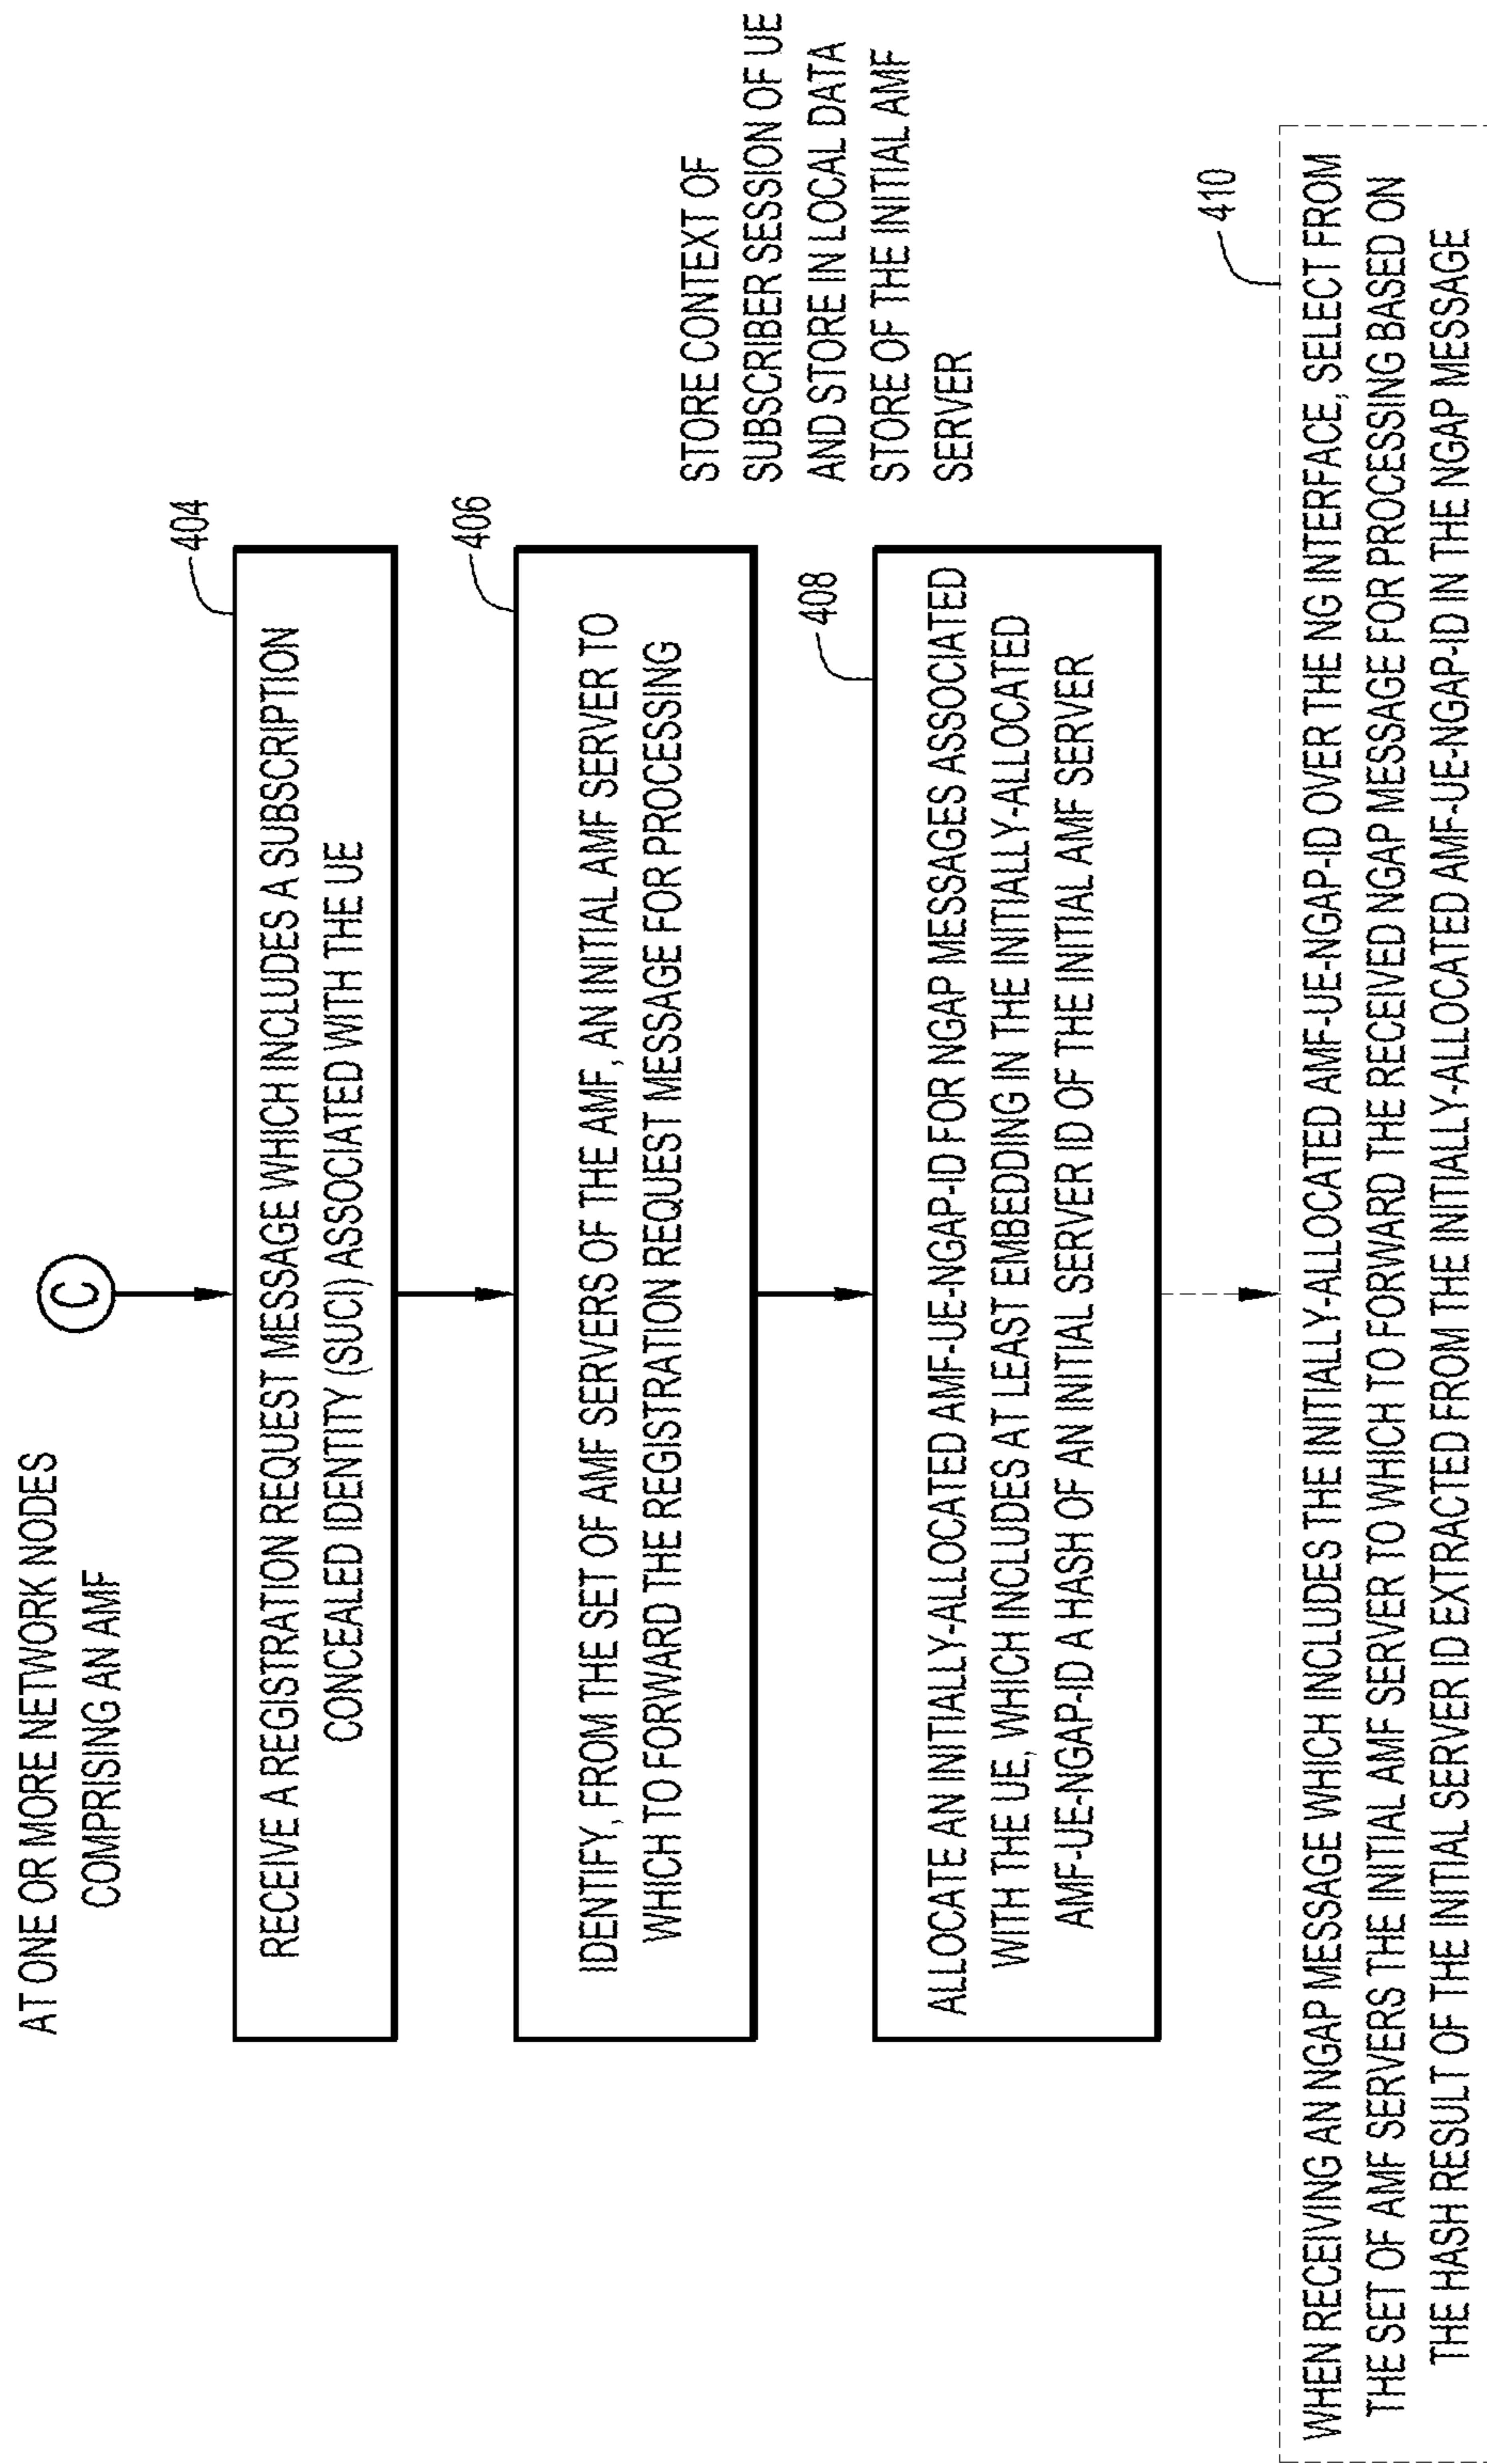 AT ONE OR MORE NETWORK NODES
COMPRISING AN AMF
C
404
RECEIVE A REGISTRATION REQUEST MESSAGE WHICH INCLUDES A SUBSCRIPTION
CONCEALED IDENTITY (SUCI) ASSOCIATED WITH THE UE
406
IDENTIFY, FROM THE SET OF AMF SERVERS OF THE AMF, AN INITIAL AMF SERVER TO
WHICH TO FORWARD THE REGISTRATION REQUEST MESSAGE FOR PROCESSING
STORE CONTEXT OF
SUBSCRIBER SESSION OF UE
AND STORE IN LOCAL DATA
STORE OF THE INITIAL AMF
SERVER
408
ALLOCATE AN INITIALLY-ALLOCATED AMF-UE-NGAP-ID FOR NGAP MESSAGES ASSOCIATED
WITH THE UE, WHICH INCLUDES AT LEAST EMBEDDING IN THE INITIALLY-ALLOCATED
AMF-UE-NGAP-ID A HASH OF AN INITIAL SERVER ID OF THE INITIAL AMF SERVER
410
WHEN RECEIVING AN NGAP MESSAGE WHICH INCLUDES THE INITIALLY-ALLOCATED AMF-UE-NGAP-ID OVER THE NG INTERFACE, SELECT FROM
THE SET OF AMF SERVERS THE INITIAL AMF SERVER TO WHICH TO FORWARD THE RECEIVED NGAP MESSAGE FOR PROCESSING BASED ON
THE HASH RESULT OF THE INITIAL SERVER ID EXTRACTED FROM THE INITIALLY-ALLOCATED AMF-UE-NGAP-ID IN THE NGAP MESSAGE